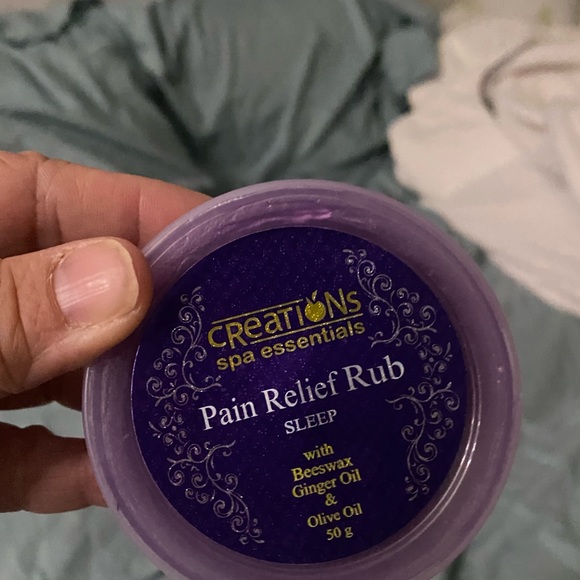 CReatiONs
spa essentials
Pain Relief Rub
SLEEP
with
Beeswax
Ginger Oil
&
Olive Oil
50 g